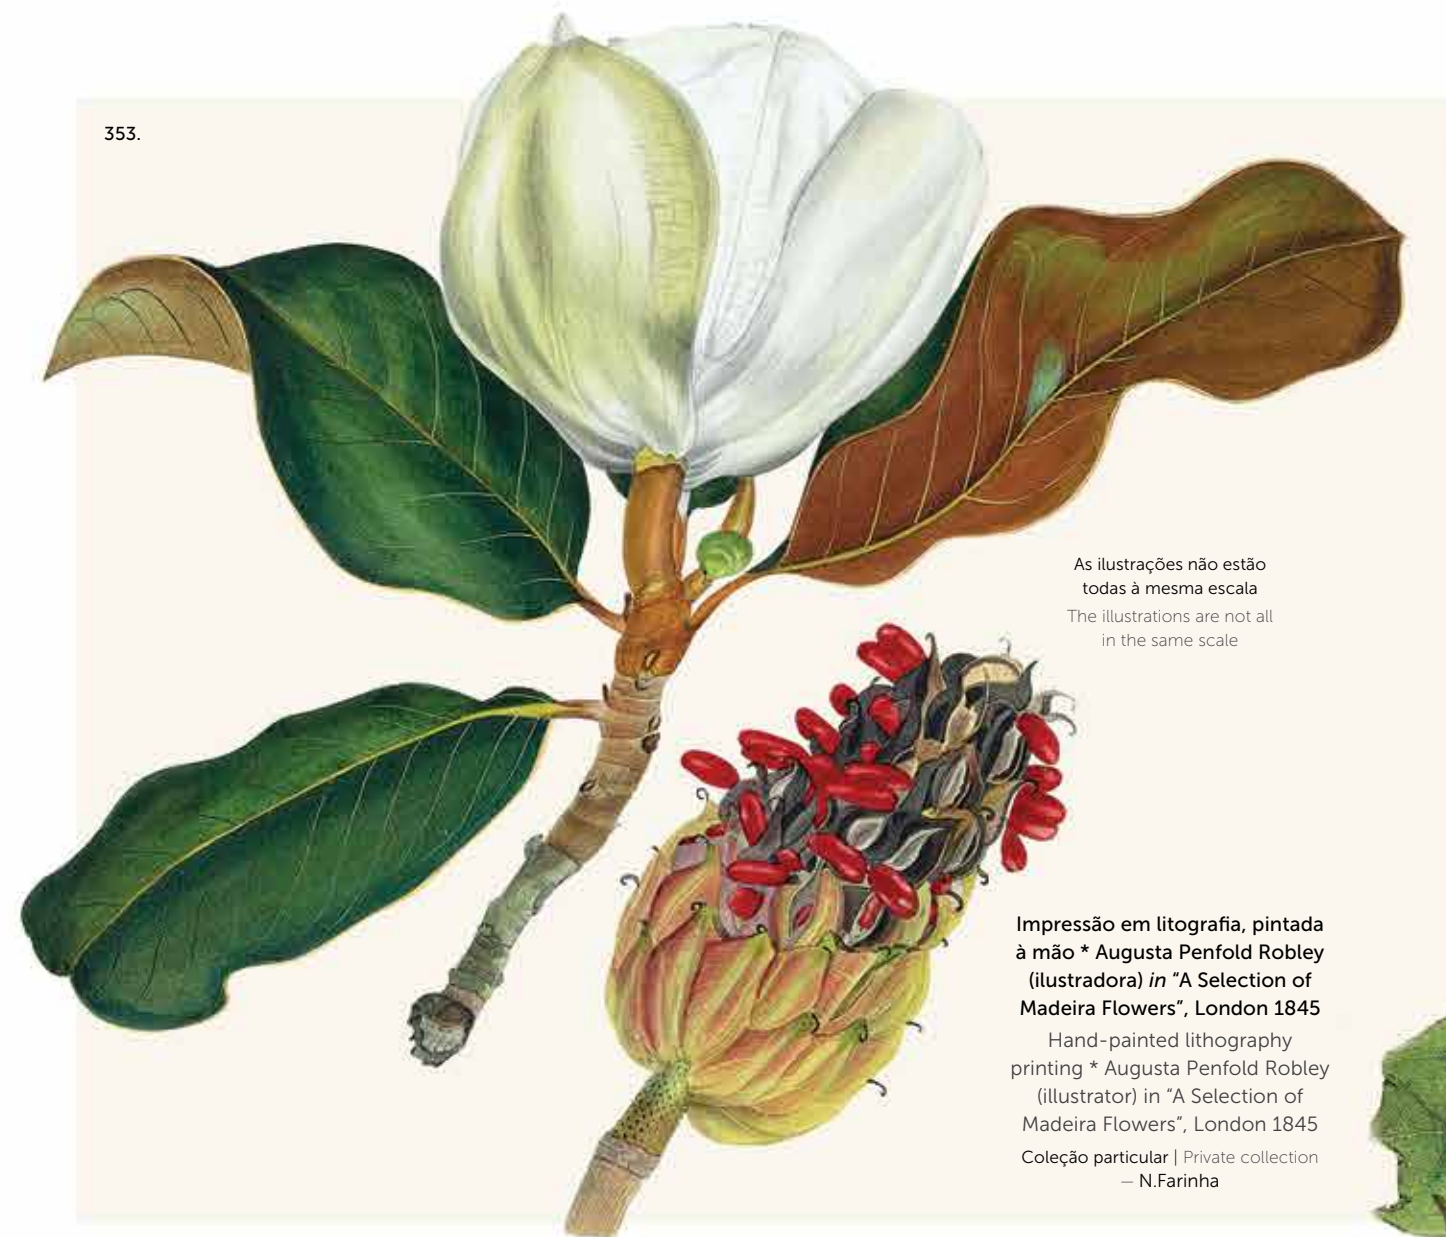 353.
As ilustrações não estão
todas à mesma escala
The illustrations are not all
in the same scale
Impressão em litografia, pintada
à mão * Augusta Penfold Robley
(ilustradora) in “A Selection of
Madeira Flowers”, London 1845
Hand-painted lithography
printing * Augusta Penfold Robley
(illustrator) in “A Selection of
Madeira Flowers”, London 1845
Coleção particular | Private collection
— N.Farinha